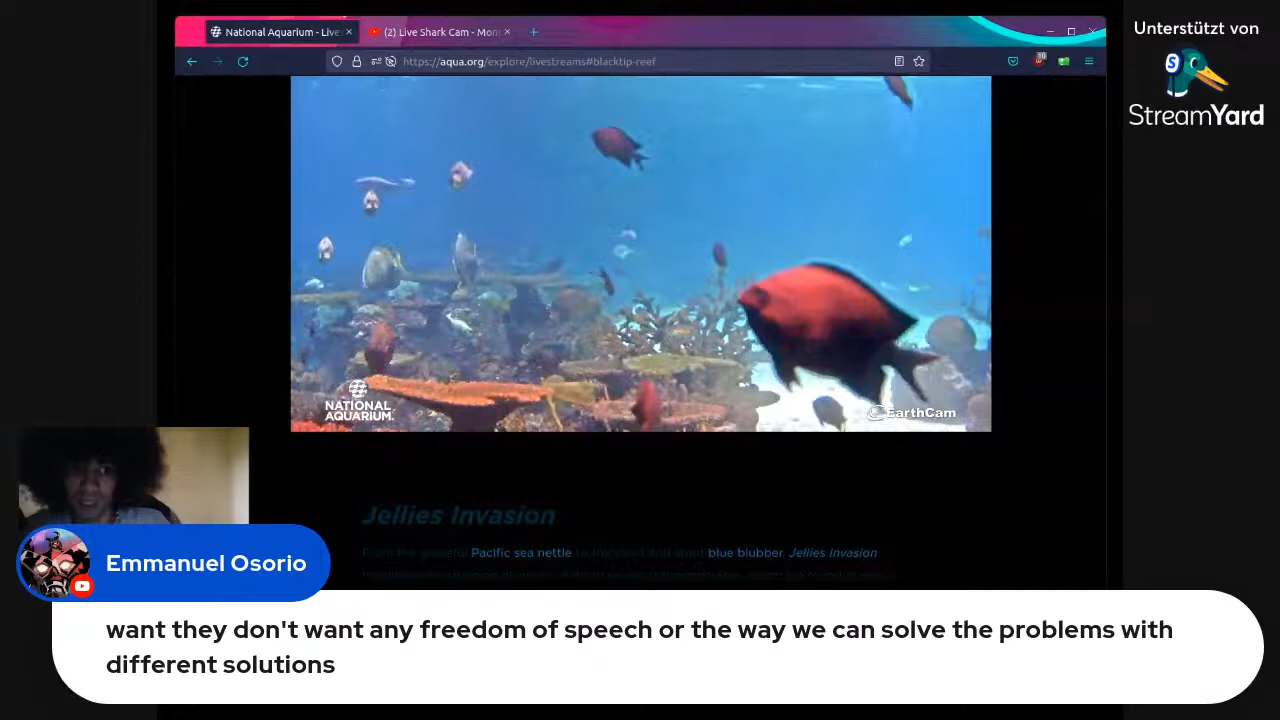 National Aquarium - Live
(2) Live Shark Cam - Mon
Unterstützt von
https://aqua.org/explore/livestreams#blacktip-reef
StreamYard
NATIONAL
AQUARIUM
EarthCam
Jellies Invasion
Pacific sea nettle blue blubber Jellies Invasion
Emmanuel Osorio
want they don't want any freedom of speech or the way we can solve the problems with
different solutions